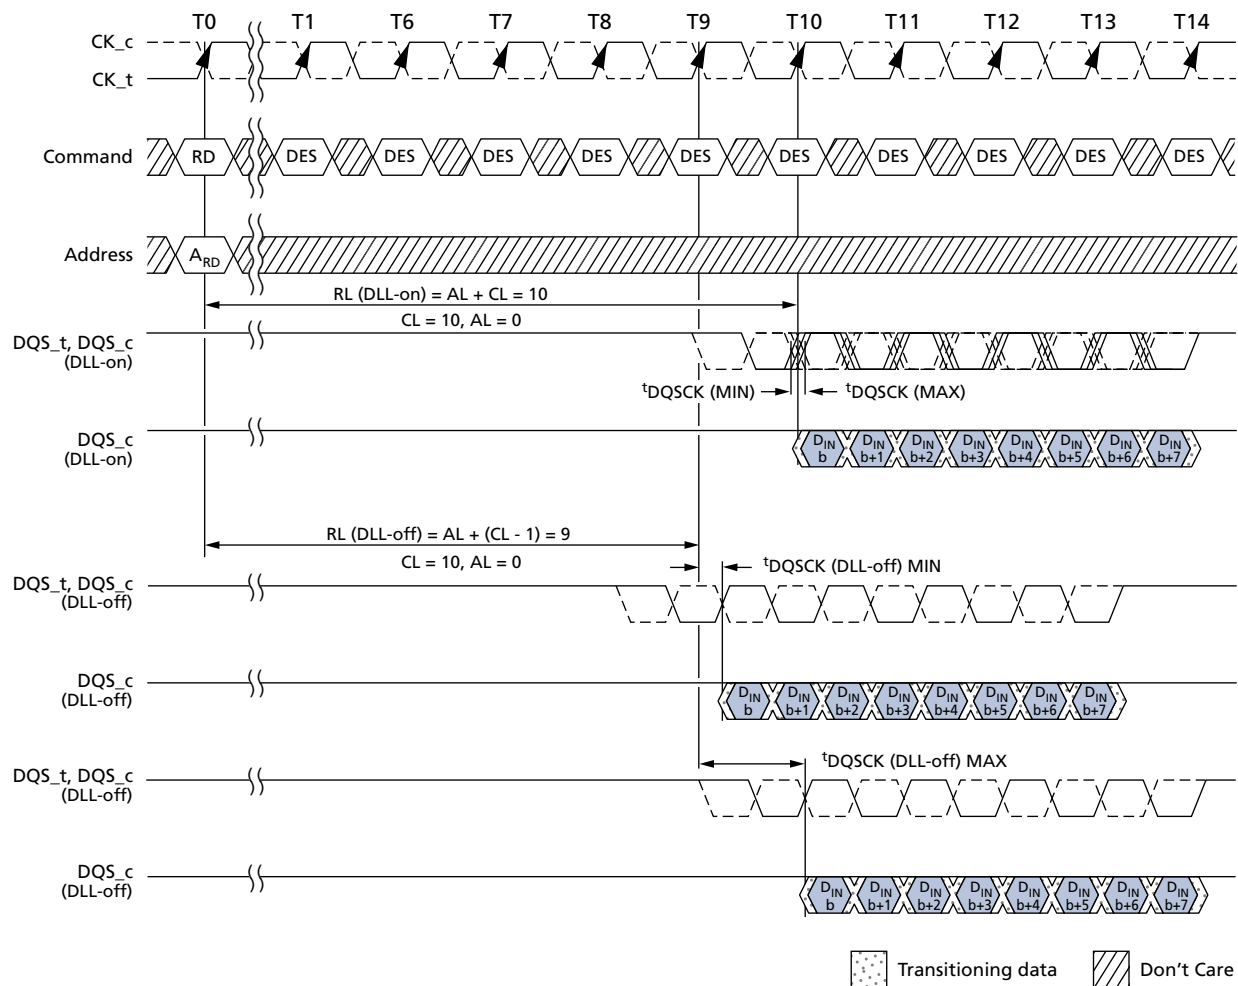 T0 T1 T6 T7 T8 T9 T10 T11 T12 T13 T14
CK_c
CK_t
Command RD DES DES DES DES DES DES DES DES DES DES
Address ARD
RL (DLL-on) = AL + CL = 10
CL = 10, AL = 0
DQS_t, DQS_c
(DLL-on)
tDQSCK (MIN) tDQSCK (MAX)
DQS_c
(DLL-on)
DIN DIN DIN DIN DIN DIN DIN DIN
b b+1 b+2 b+3 b+4 b+5 b+6 b+7
RL (DLL-off) = AL + (CL - 1) = 9
CL = 10, AL = 0
tDQSCK (DLL-off) MIN
DQS_t, DQS_c
(DLL-off)
DQS_c
(DLL-off)
DIN DIN DIN DIN DIN DIN DIN DIN
b b+1 b+2 b+3 b+4 b+5 b+6 b+7
tDQSCK (DLL-off) MAX
DQS_t, DQS_c
(DLL-off)
DQS_c
(DLL-off)
DIN DIN DIN DIN DIN DIN DIN DIN
b b+1 b+2 b+3 b+4 b+5 b+6 b+7
Transitioning data Don't Care